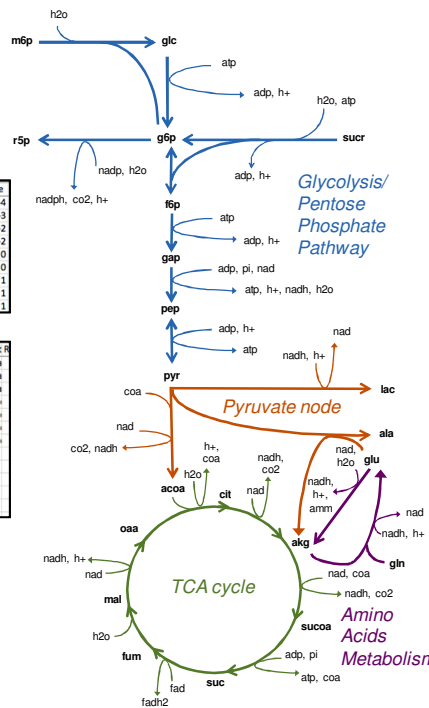 h2o
m6p
glc
atp
adp, h+
h2o, atp
r5p
g6p
sucr
nadp, h2o
adp, h+
nadph, co2, h+
Glycolysis/
Pentose
Phosphate
Pathway
f6p
atp
adp, h+
gap
adp, pi, nad
atp, h+, nadh, h2o
pep
adp, h+
atp
pyr
nad
nadh, h+
coa
lac
Pyruvate node
nad
ala
co2, nadh
h+,
coa
nadh,
co2
nad,
h2o
glu
acoa
h2o
cit
nad
nadh,
h+,
amm
nad
oaa
akg
nadh, h+
gln
nadh, h+
nad
TCA cycle
nad, coa
nadh, co2
mal
h2o
sucoa
Amino
Acids
Metabolism
fum
adp, pi
fad
suc
atp, coa
fadh2